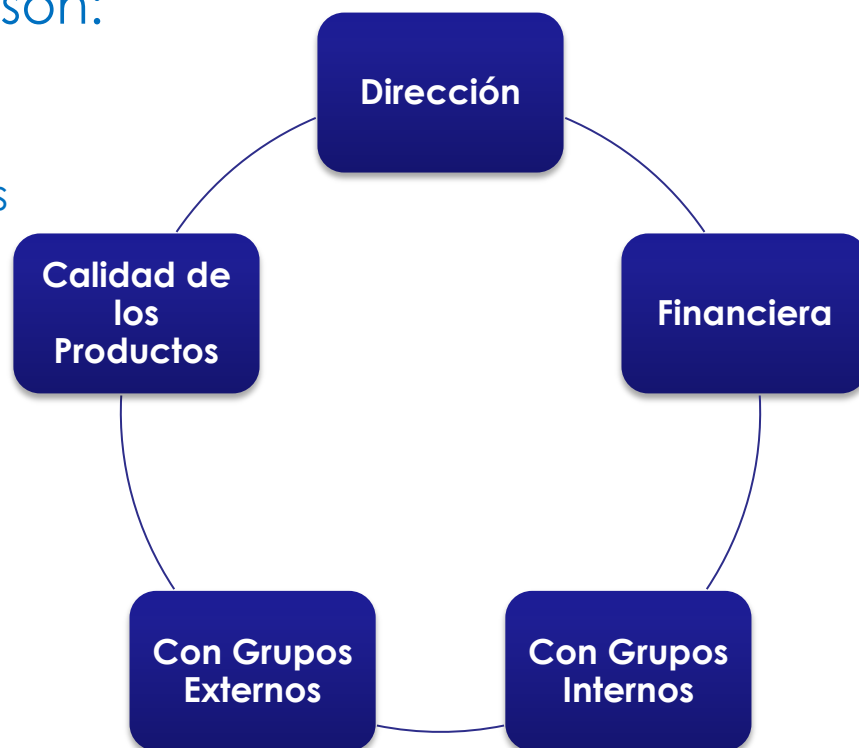 son:
s
Dirección
Calidad de
los
Productos
Financiera
Con Grupos
Externos
Con Grupos
Internos